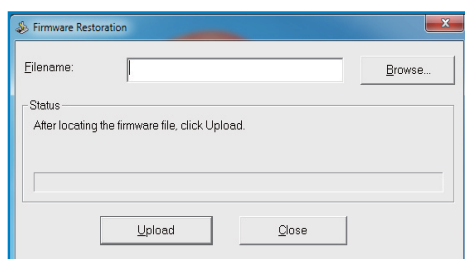 Firmware Restoration
Filename:
Browse...
Status
After locating the firmware file, click Upload.
Upload
Close